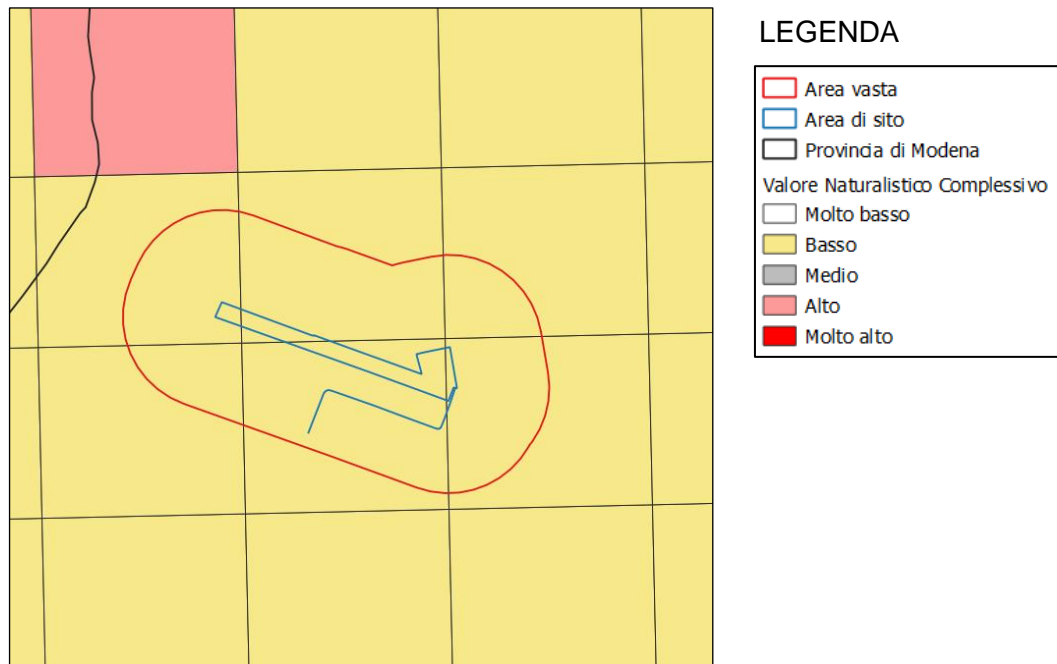 LEGENDA
Area vasta
Area di sito
Provincia di Modena
Valore Naturalistico Complessivo
Molto basso
Basso
Medio
Alto
Molto alto